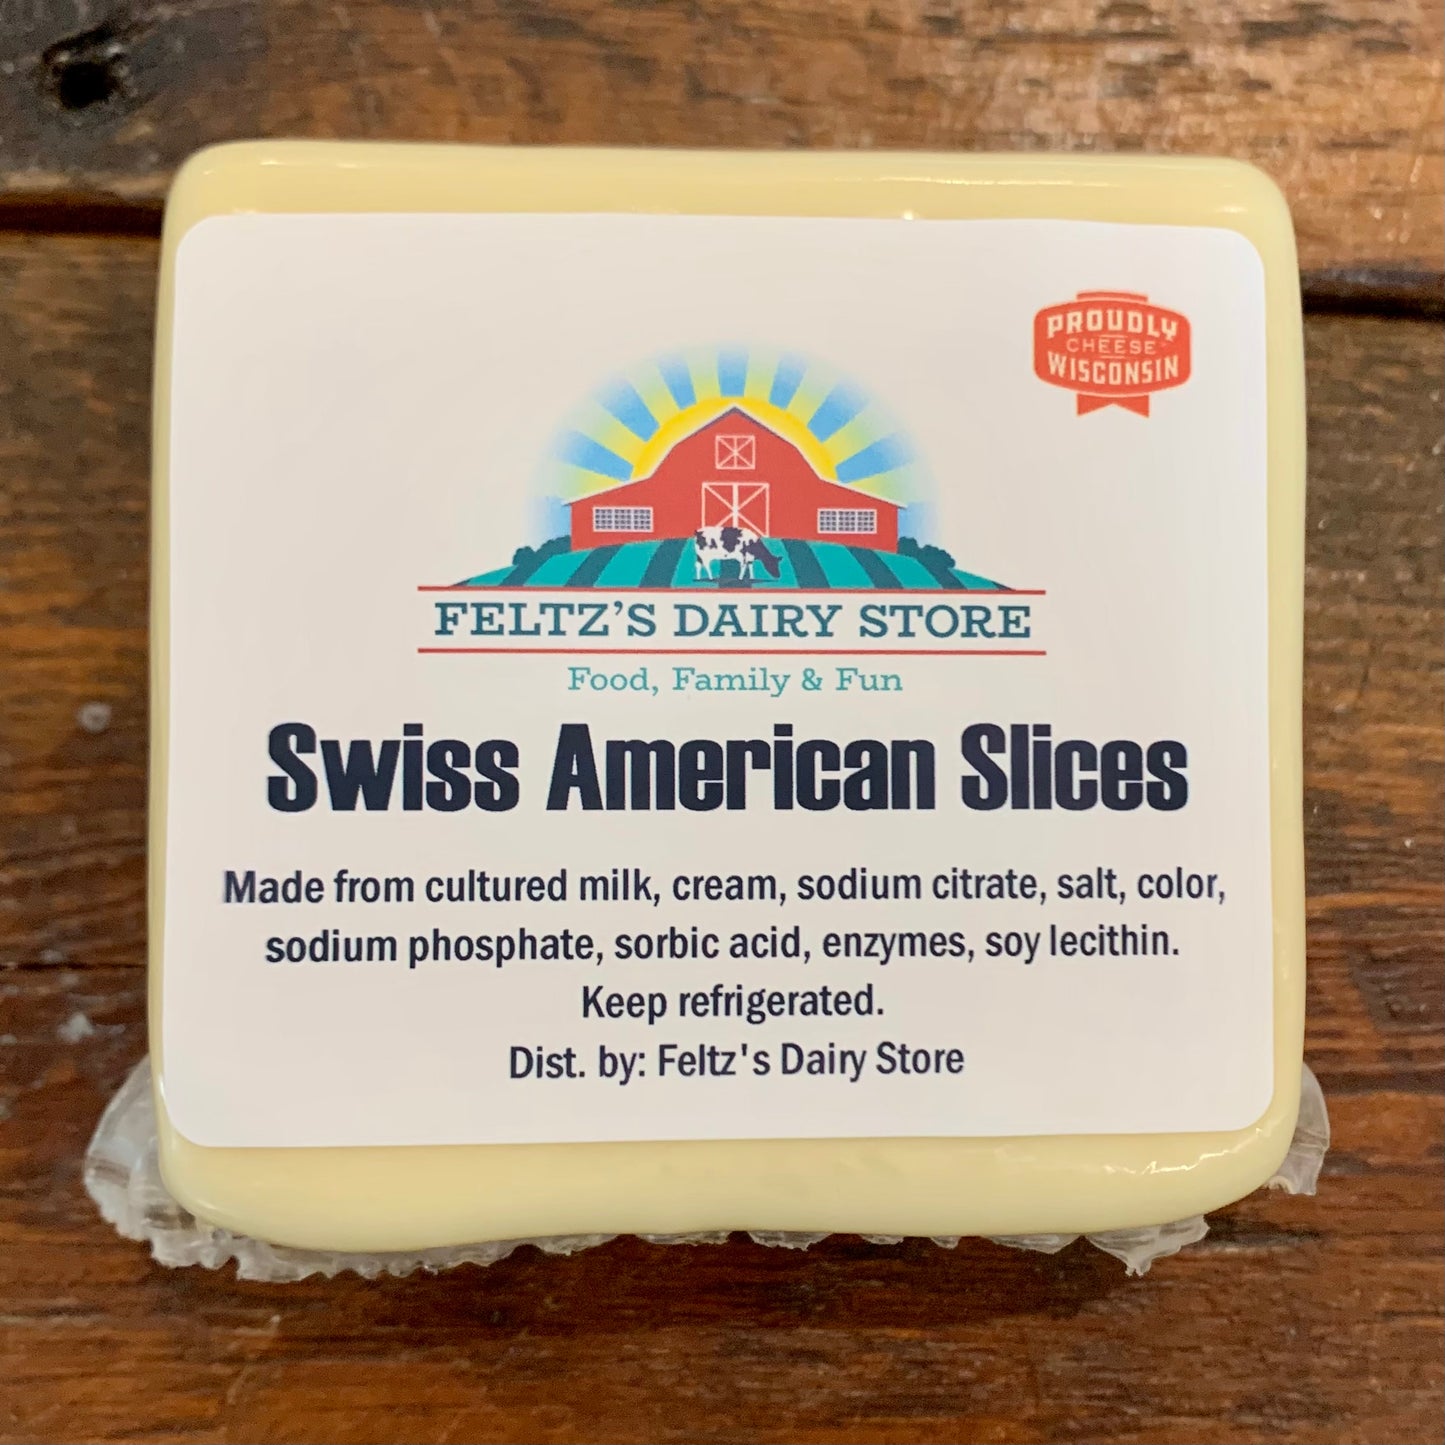 PROUDLY
CHEESE
WISCONSIN
FELTZ'S DAIRY STORE
Food, Family & Fun
Swiss American Slices
Made from cultured milk, cream, sodium citrate, salt, color,
sodium phosphate, sorbic acid, enzymes, soy lecithin.
Keep refrigerated.
Dist. by: Feltz's Dairy Store